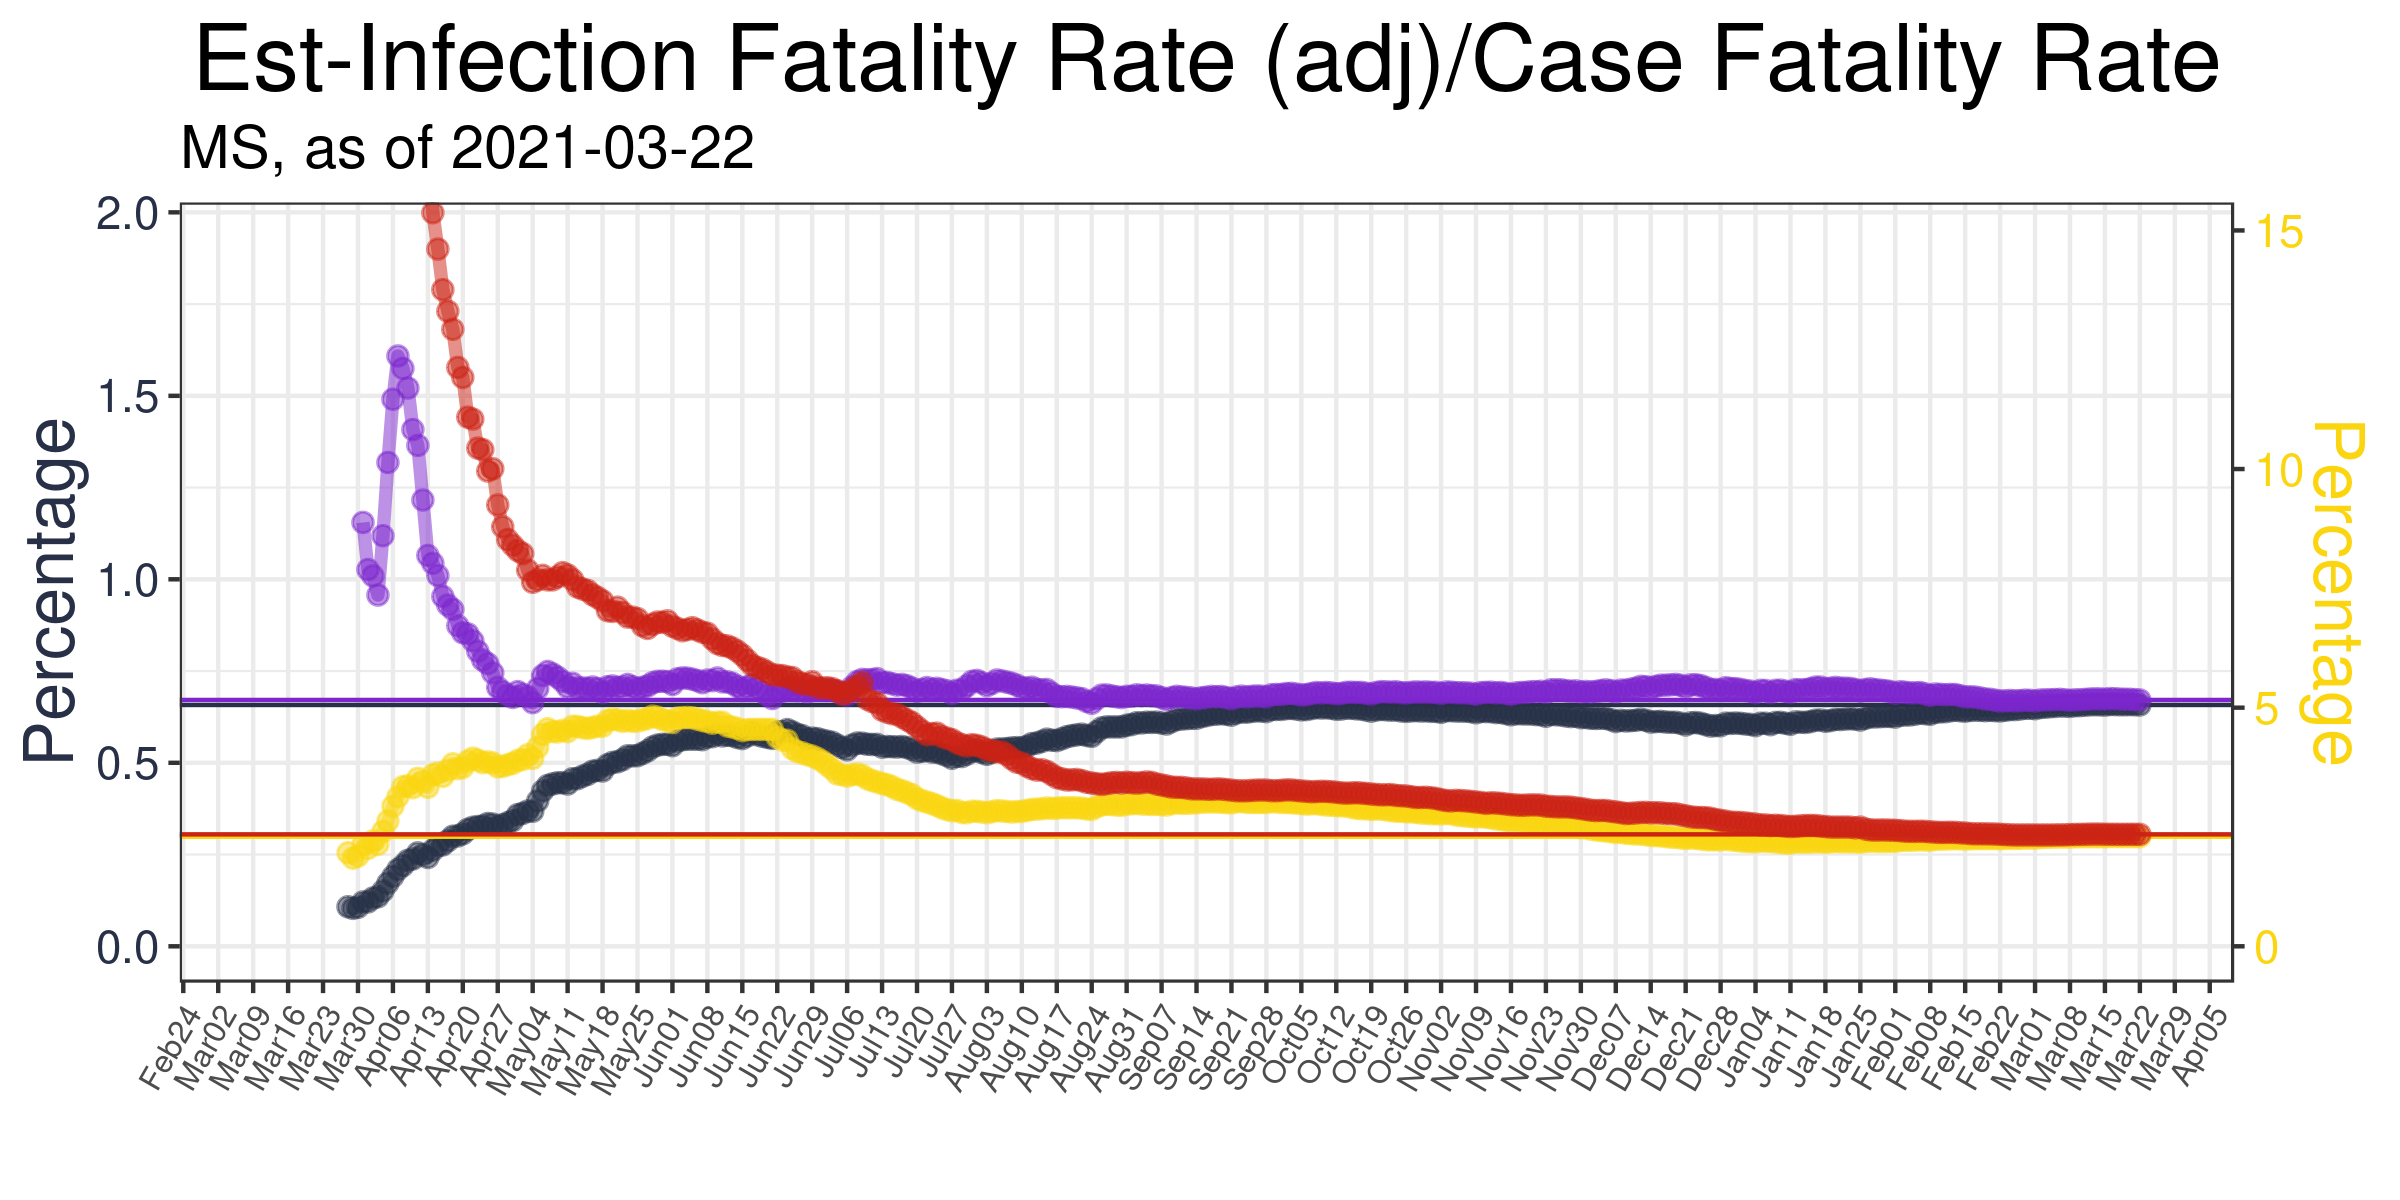 Est-Infection Fatality Rate (adj)/Case Fatality Rate
MS, as of 2021-03-22
Percentage
2.0
1.5
1.0
0.5
0.0
15
10
5
0
Percentage
Feb24
Mar02
Mar09
Mar16
Mar23
Mar30
Apr06
Apr13
Apr20
Apr27
May04
May11
May18
May25
Jun01
Jun08
Jun15
Jun22
Jun29
Jul06
Jul13
Jul20
Jul27
Aug03
Aug10
Aug17
Aug24
Aug31
Sep07
Sep14
Sep21
Sep28
Oct05
Oct12
Oct19
Oct26
Nov02
Nov09
Nov16
Nov23
Nov30
Dec07
Dec14
Dec21
Dec28
Jan04
Jan11
Jan18
Jan25
Feb01
Feb08
Feb15
Feb22
Mar01
Mar08
Mar15
Mar22
Mar29
Apr05